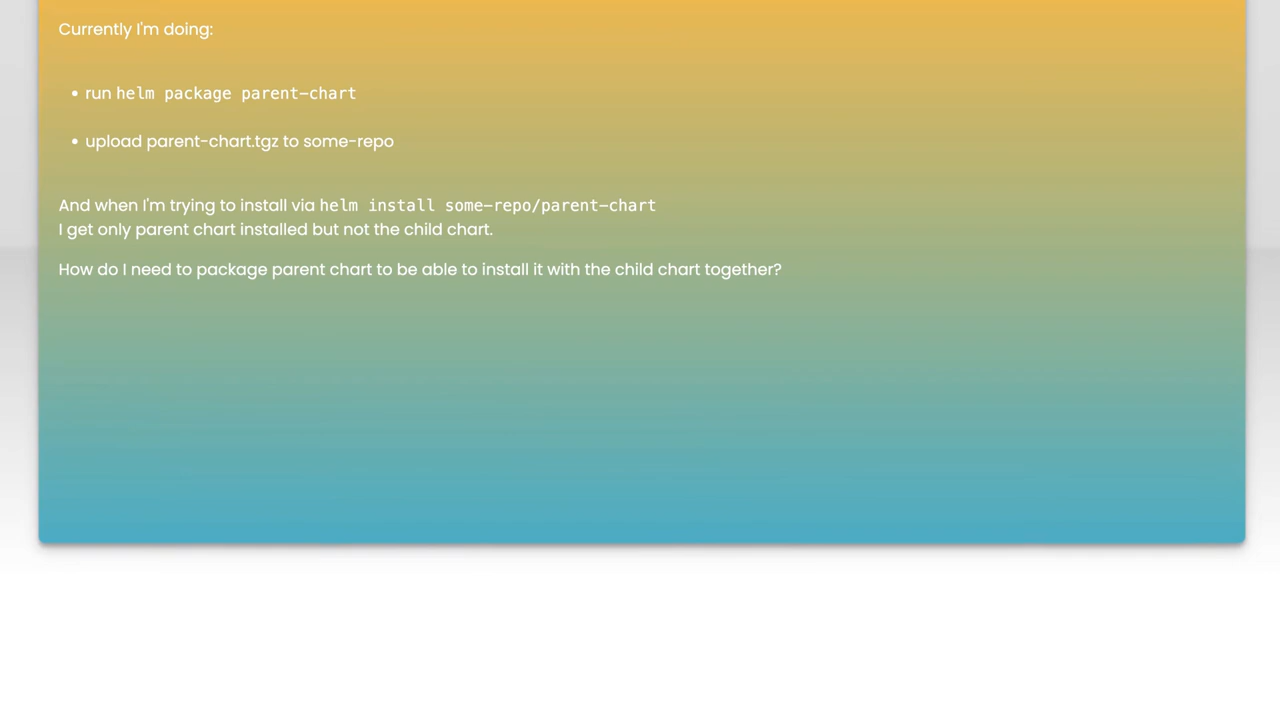 Currently I'm doing:
• run helm package parent-chart
• upload parent-chart.tgz to some-repo
And when I'm trying to install via helm install some-repo/parent-chart
I get only parent chart installed but not the child chart.
How do I need to package parent chart to be able to install it with the child chart together?